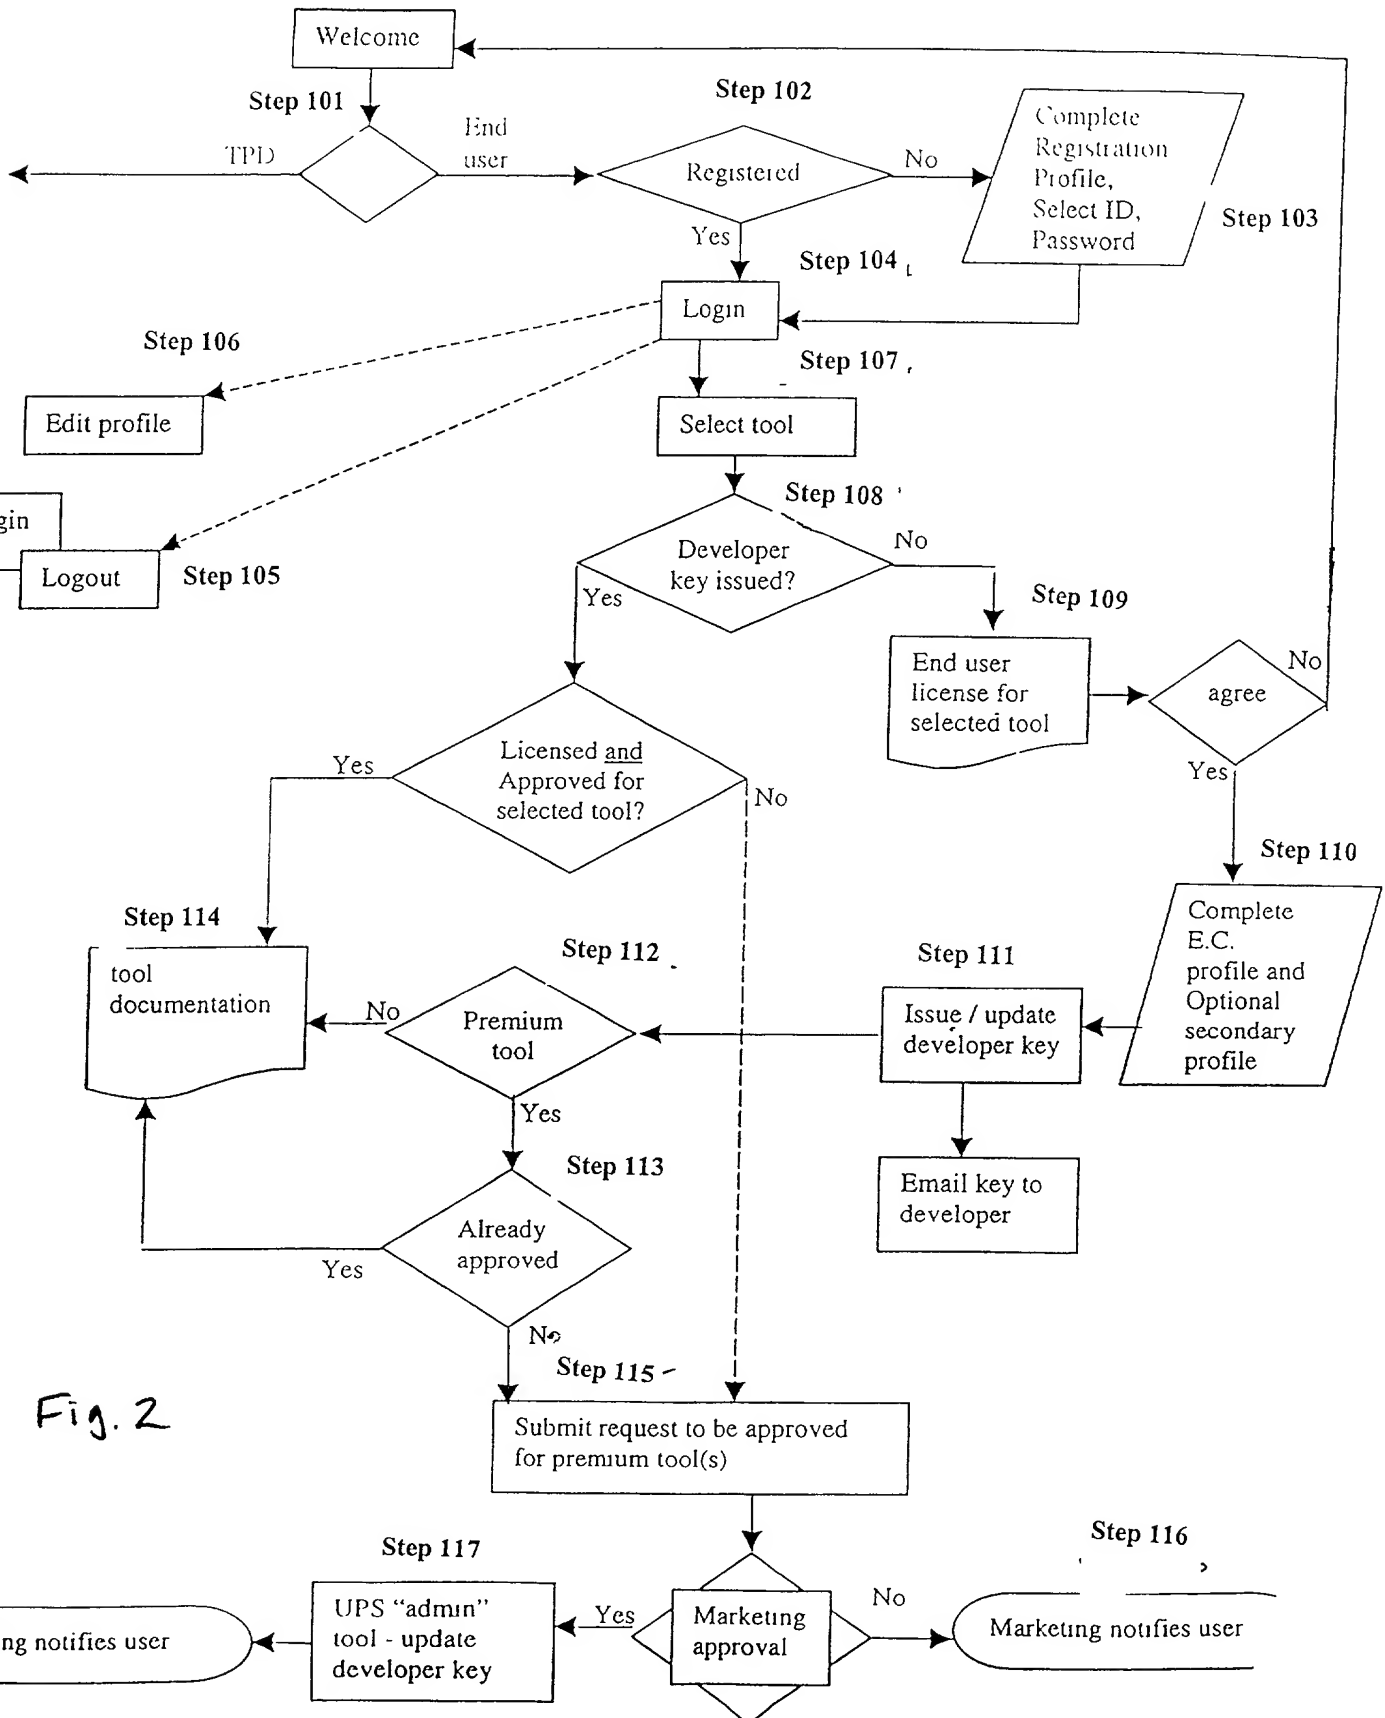 Welcome
Step 101
TPD
End
user
Step 102
Registered
No
Yes
Complete
Registration
Profile,
Select ID,
Password
Step 103
Step 104
Login
Step 106
Edit profile
Step 107
Select tool
gin
Logout
Step 105
Step 108
Developer
key issued?
No
Yes
Step 109
End user
license for
selected tool
agree
No
Yes
Licensed and
Approved for
selected tool?
Yes
No
Step 110
Complete
E.C.
profile and
Optional
secondary
profile
Step 111
Issue / update
developer key
Email key to
developer
Step 112
Premium
tool
No
Yes
Step 114
tool
documentation
Step 113
Already
approved
Yes
No
Step 115
Submit request to be approved
for premium tool(s)
Fig. 2
Step 116
Marketing
approval
Yes
No
Marketing notifies user
Step 117
UPS “admin”
tool - update
developer key
ng notifies user